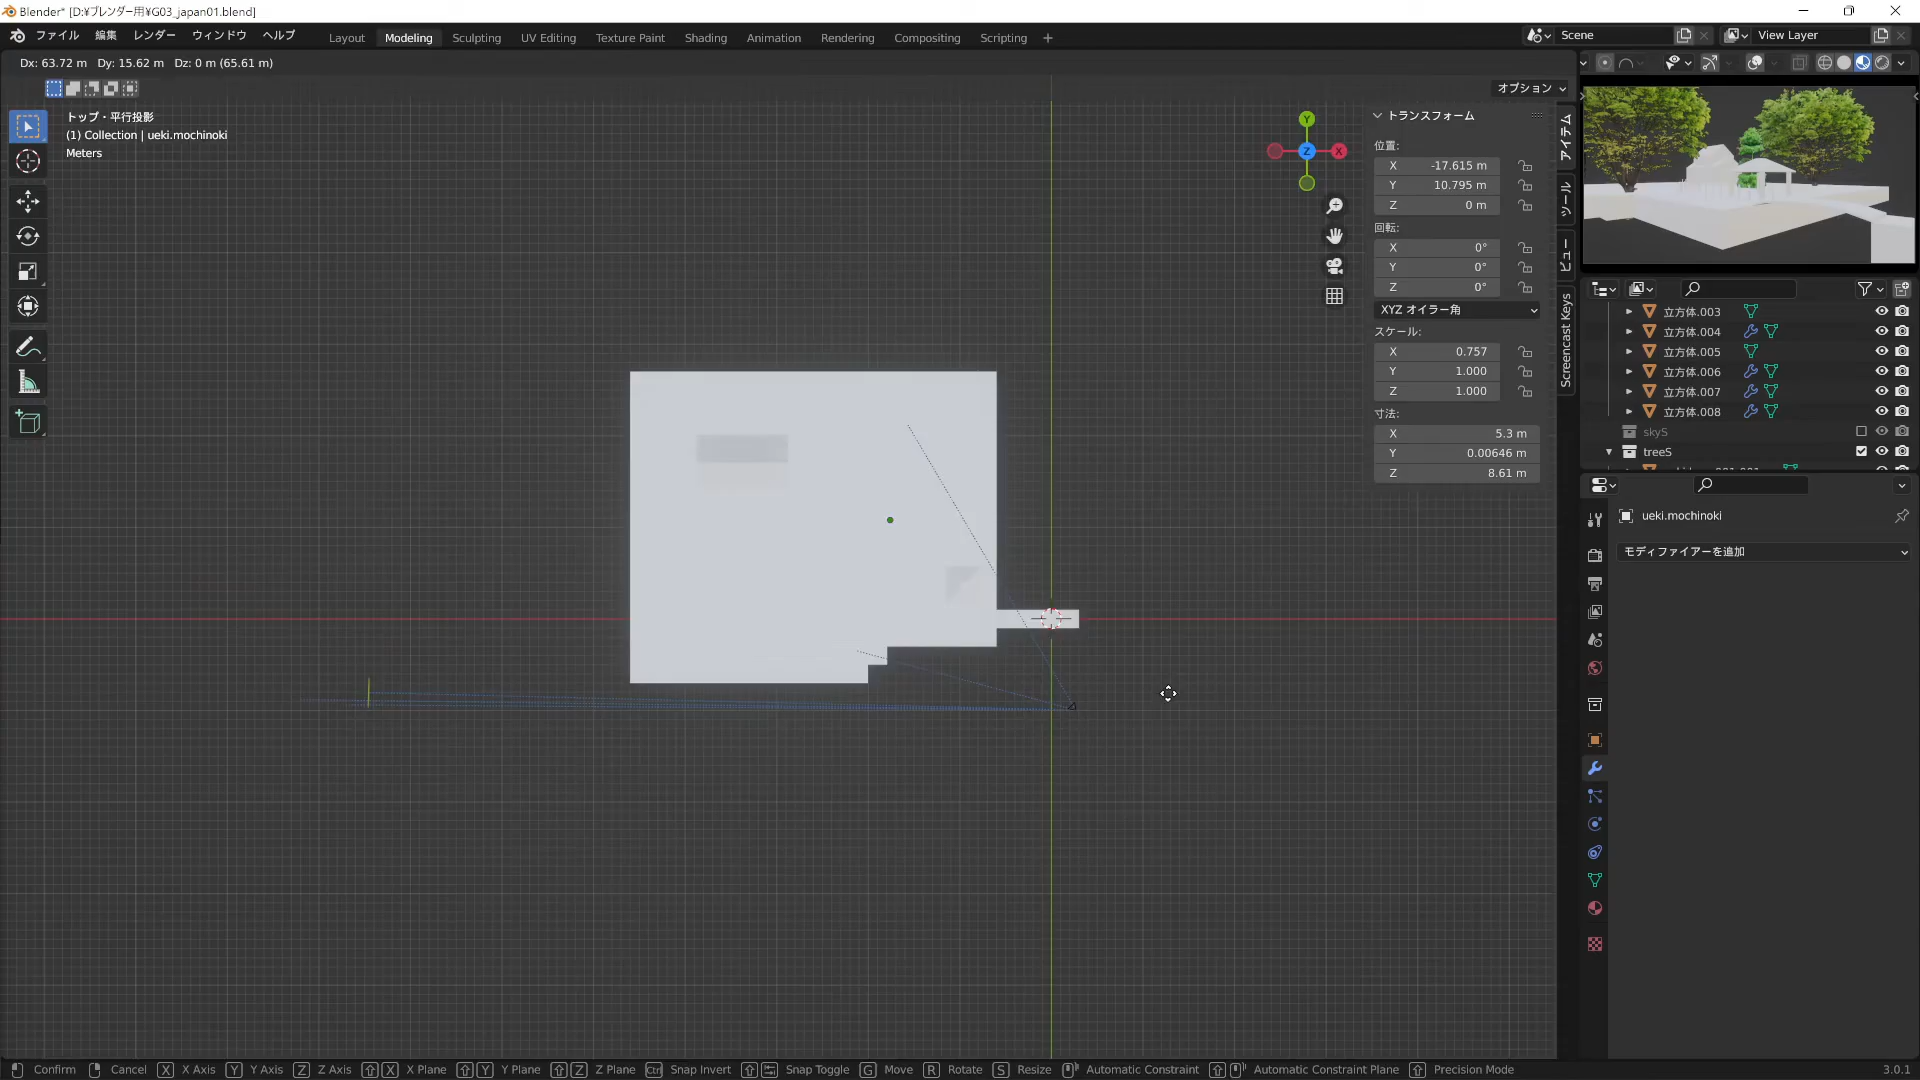 Blender* [D:¥ブレンダー用¥G03_japan01.blend]
ファイル 編集 レンダー ウィンドウ ヘルプ Layout Modeling Sculpting UV Editing Texture Paint Shading Animation Rendering Compositing Scripting + Scene View Layer
Dx: 63.72 m Dy: 15.62 m Dz: 0 m (65.61 m)
オプション
トップ・平行投影
(1) Collection | ueki.mochinoki
Meters
Y
Z
X
トランスフォーム
位置:
X -17.615 m
Y 10.795 m
Z 0 m
回転:
X 0°
Y 0°
Z 0°
XYZ オイラー角
スケール:
X 0.757
Y 1.000
Z 1.000
寸法:
X 5.3 m
Y 0.00646 m
Z 8.61 m
アイテム
ツール
ビュー
Screencast Keys
立方体.003
立方体.004
立方体.005
立方体.006
立方体.007
立方体.008
skyS
treeS
ueki.mochinoki
モディファイアーを追加
Confirm Cancel X X Axis Y Y Axis Z Z Axis X X Plane Y Y Plane Z Z Plane Ctrl Snap Invert Snap Toggle G Move R Rotate S Resize Automatic Constraint Automatic Constraint Plane Precision Mode 3.0.1